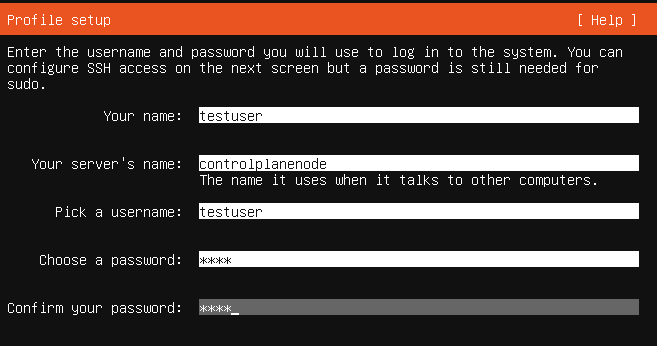 Profile setup [ Help ]
Enter the username and password you will use to log in to the system. You can
configure SSH access on the next screen but a password is still needed for
sudo.
Your name: testuser
Your server's name: controlplanenode
The name it uses when it talks to other computers.
Pick a username: testuser
Choose a password: ****
Confirm your password: ****_